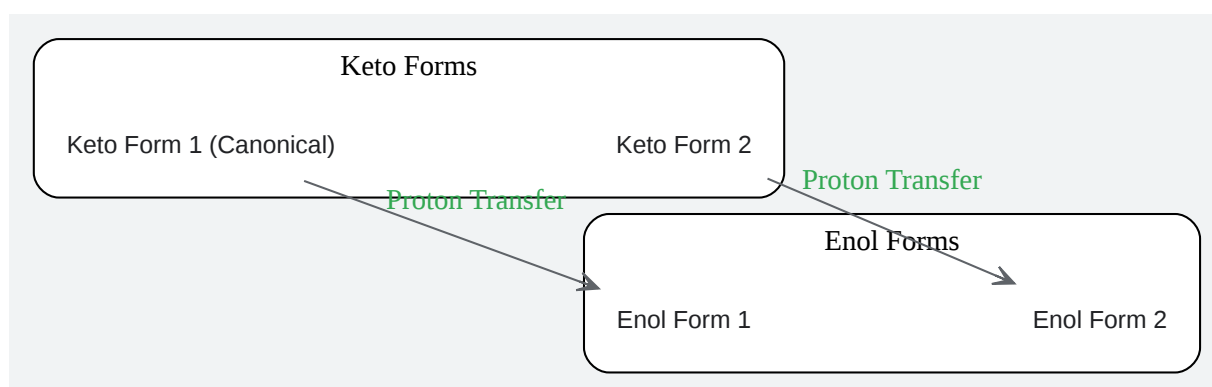 Keto Forms
Keto Form 1 (Canonical)
Keto Form 2
Proton Transfer
Proton Transfer
Enol Forms
Enol Form 1
Enol Form 2